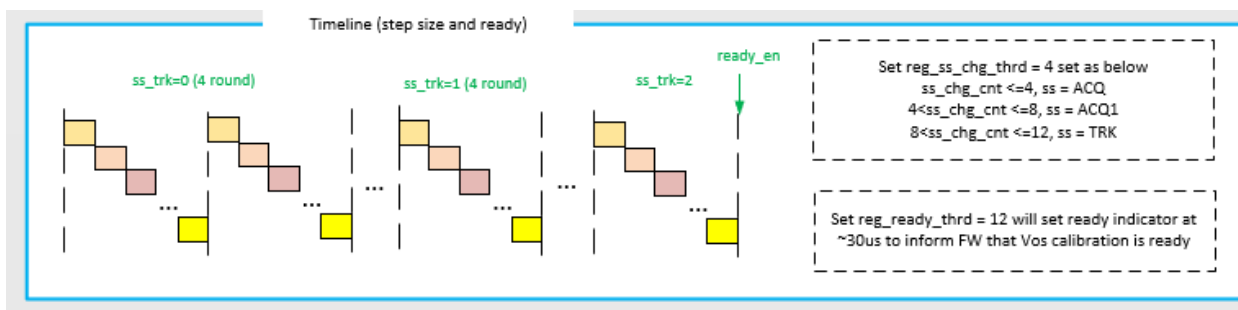 Timeline (step size and ready)
ready_en
ss_trk=0 (4 round)
ss_trk=1 (4 round)
ss_trk=2
...
...
...
...
...
...
Set reg_ss_chg_thrd = 4 set as below
ss_chg_cnt <=4, ss = ACQ
4<ss_chg_cnt <=8, ss = ACQ1
8<ss_chg_cnt <=12, ss = TRK
Set reg_ready_thrd = 12 will set ready indicator at
~30us to inform FW that Vos calibration is ready